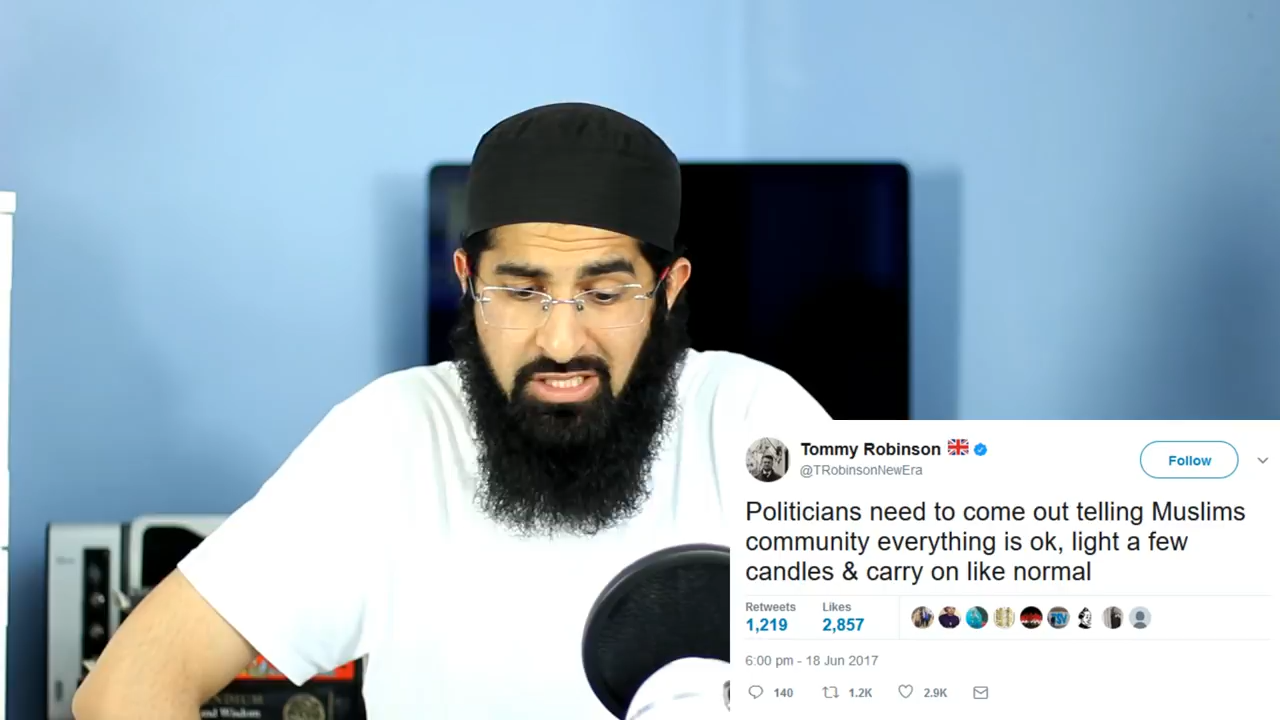 Tommy Robinson 🇬🇧
@TRobinsonNewEra
Follow
Politicians need to come out telling Muslims
community everything is ok, light a few
candles & carry on like normal
Retweets Likes
1,219 2,857
6:00 pm - 18 Jun 2017
140 1.2K 2.9K
and Wisdom